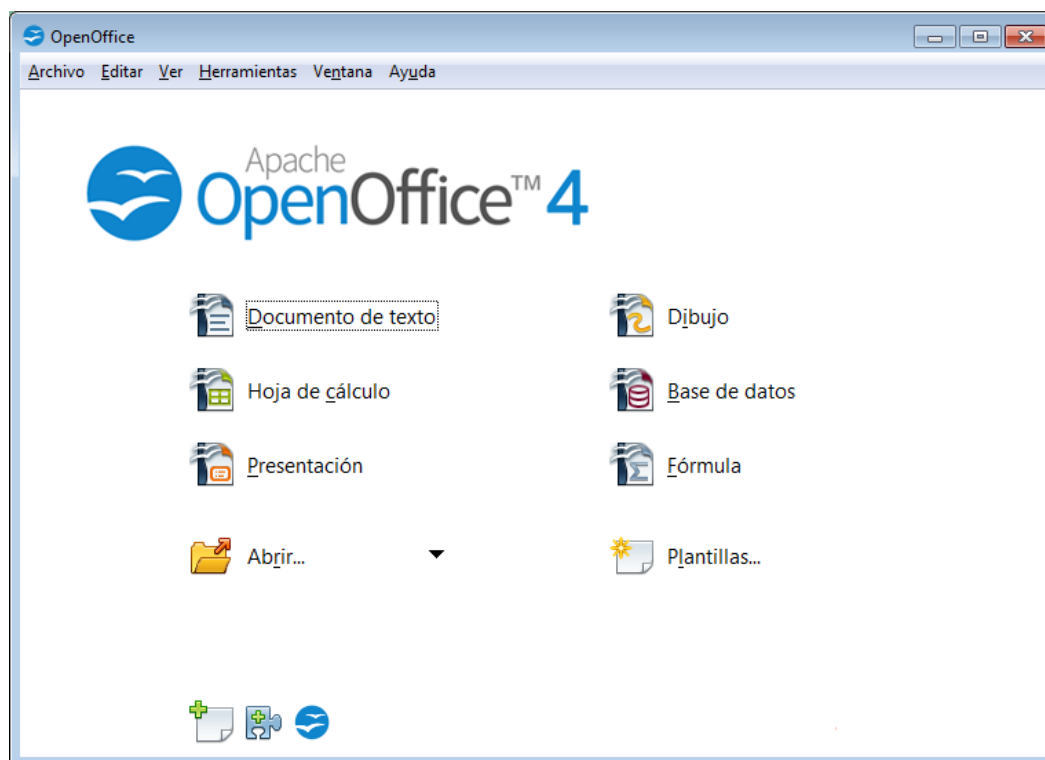 OpenOffice
Archivo Editar Ver Herramientas Ventana Ayuda
Apache
OpenOffice™ 4
Documento de texto
Dibujo
Hoja de cálculo
Base de datos
Presentación
Fórmula
Abrir...
Plantillas...